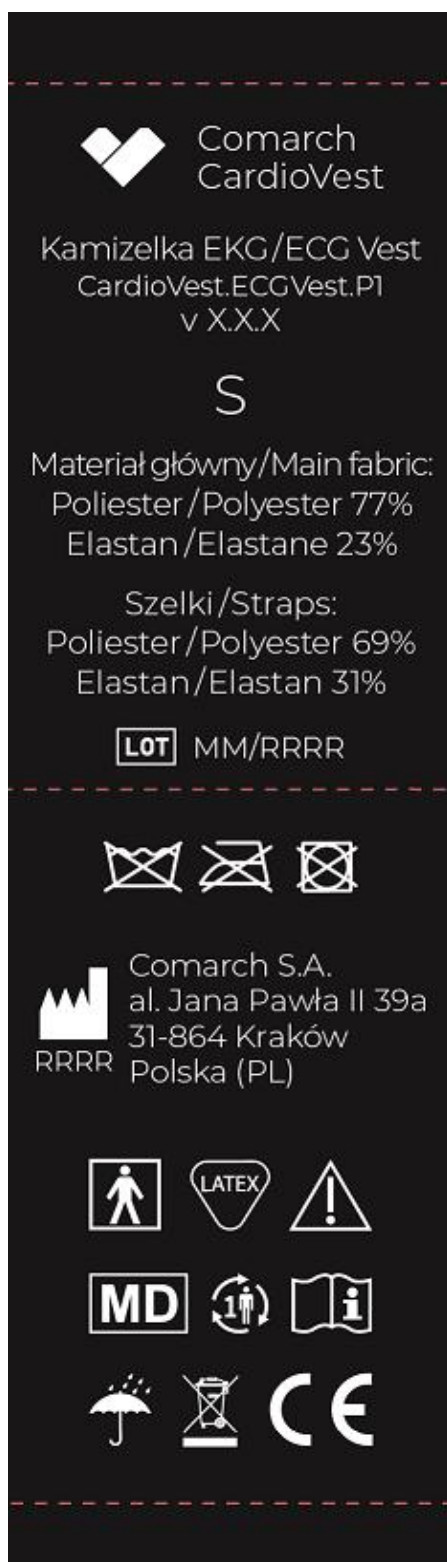 Comarch
CardioVest
Kamizelka EKG/ECG Vest
CardioVest.ECGVest.P1
v X.X.X
S
Materiał główny/Main fabric:
Poliester/Polyester 77%
Elastan/Elastane 23%
Szelki/Straps:
Poliester/Polyester 69%
Elastan/Elastan 31%
LOT MM/RRRR
Comarch S.A.
al. Jana Pawła II 39a
31-864 Kraków
RRRR Polska (PL)
LATEX
MD 1 i
CE